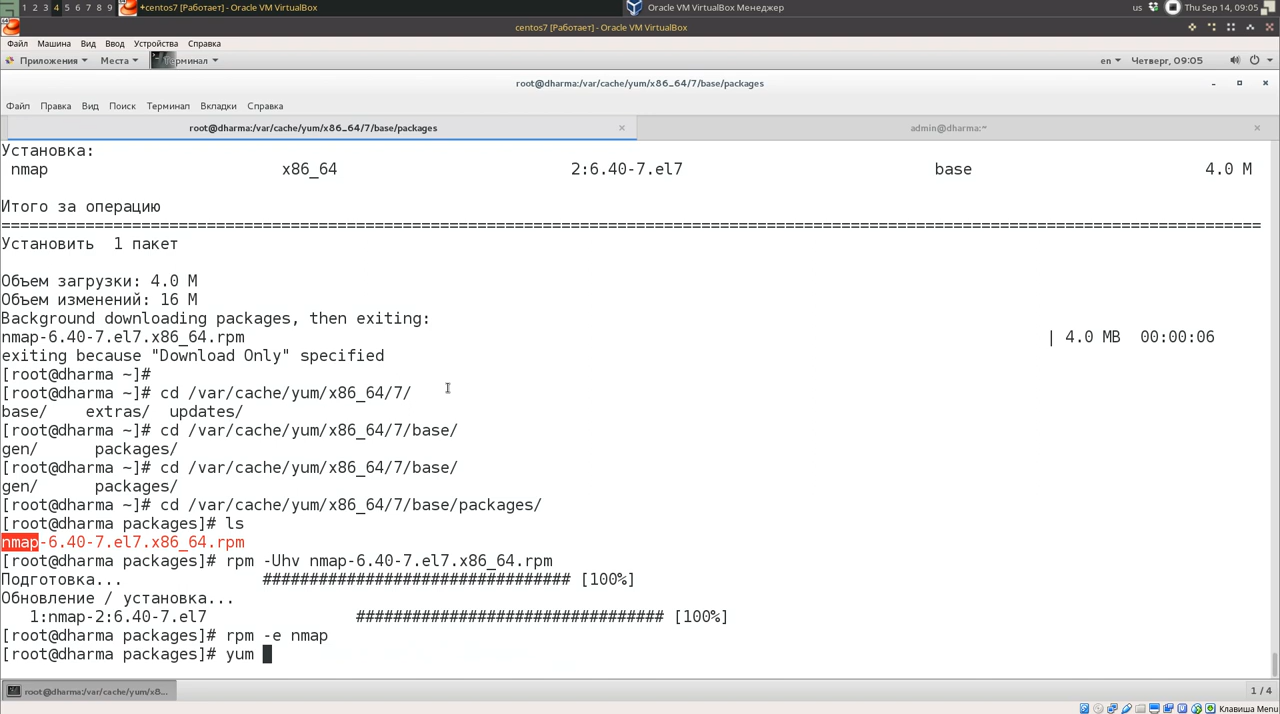 1 2 3 4 5 6 7 8 9 +centos7 [Работает] - Oracle VM VirtualBox Oracle VM VirtualBox Менеджер us Thu Sep 14, 09:05
centos7 [Работает] - Oracle VM VirtualBox
Файл Машина Вид Ввод Устройства Справка
Приложения Места Терминал en Четверг, 09:05
root@dharma:/var/cache/yum/x86_64/7/base/packages
Файл Правка Вид Поиск Терминал Вкладки Справка
root@dharma:/var/cache/yum/x86_64/7/base/packages admin@dharma:~
Установка:
nmap x86_64 2:6.40-7.el7 base 4.0 M
Итого за операцию
================================================================================================================================
Установить 1 пакет
Объем загрузки: 4.0 M
Объем изменений: 16 M
Background downloading packages, then exiting:
nmap-6.40-7.el7.x86_64.rpm | 4.0 MB 00:00:06
exiting because "Download Only" specified
[root@dharma ~]#
[root@dharma ~]# cd /var/cache/yum/x86_64/7/
base/ extras/ updates/
[root@dharma ~]# cd /var/cache/yum/x86_64/7/base/
gen/ packages/
[root@dharma ~]# cd /var/cache/yum/x86_64/7/base/
gen/ packages/
[root@dharma ~]# cd /var/cache/yum/x86_64/7/base/packages/
[root@dharma packages]# ls
nmap-6.40-7.el7.x86_64.rpm
[root@dharma packages]# rpm -Uhv nmap-6.40-7.el7.x86_64.rpm
Подготовка... ################################# [100%]
Обновление / установка...
1:nmap-2:6.40-7.el7 ################################# [100%]
[root@dharma packages]# rpm -e nmap
[root@dharma packages]# yum
root@dharma:/var/cache/yum/x8... 1 / 4
Клавиша Menu